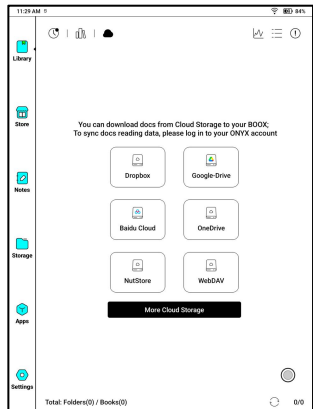 11:29 AM
84%
Library
Store
You can download docs from Cloud Storage to your BOOX;
To sync docs reading data, please log in to your ONYX account
Dropbox
Google-Drive
Notes
Baidu Cloud
OneDrive
Storage
NutStore
WebDAV
More Cloud Storage
Apps
Settings
Total: Folders(0) / Books(0)
0/0